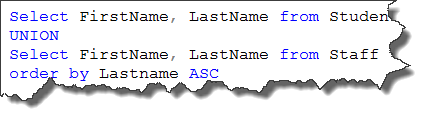 Select FirstName, LastName from Studen
UNION
Select FirstName, LastName from Staff
order by Lastname ASC